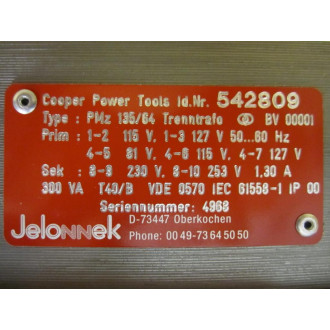 Cooper Power Tools Id.Nr. 542809
Type : PMz 135/64 Trenntrafo BV 00001
Prim : 1-2 115 V, 1-3 127 V 50...60 Hz
4-5 81 V, 4-6 115 V, 4-7 127 V
Sek : 8-9 230 V, 8-10 253 V 1,30 A
300 VA T40/B VDE 0570 IEC 61558-1 IP 00
Seriennummer: 4968
Jelonnek
D-73447 Oberkochen
Phone: 00 49-73 64 50 50